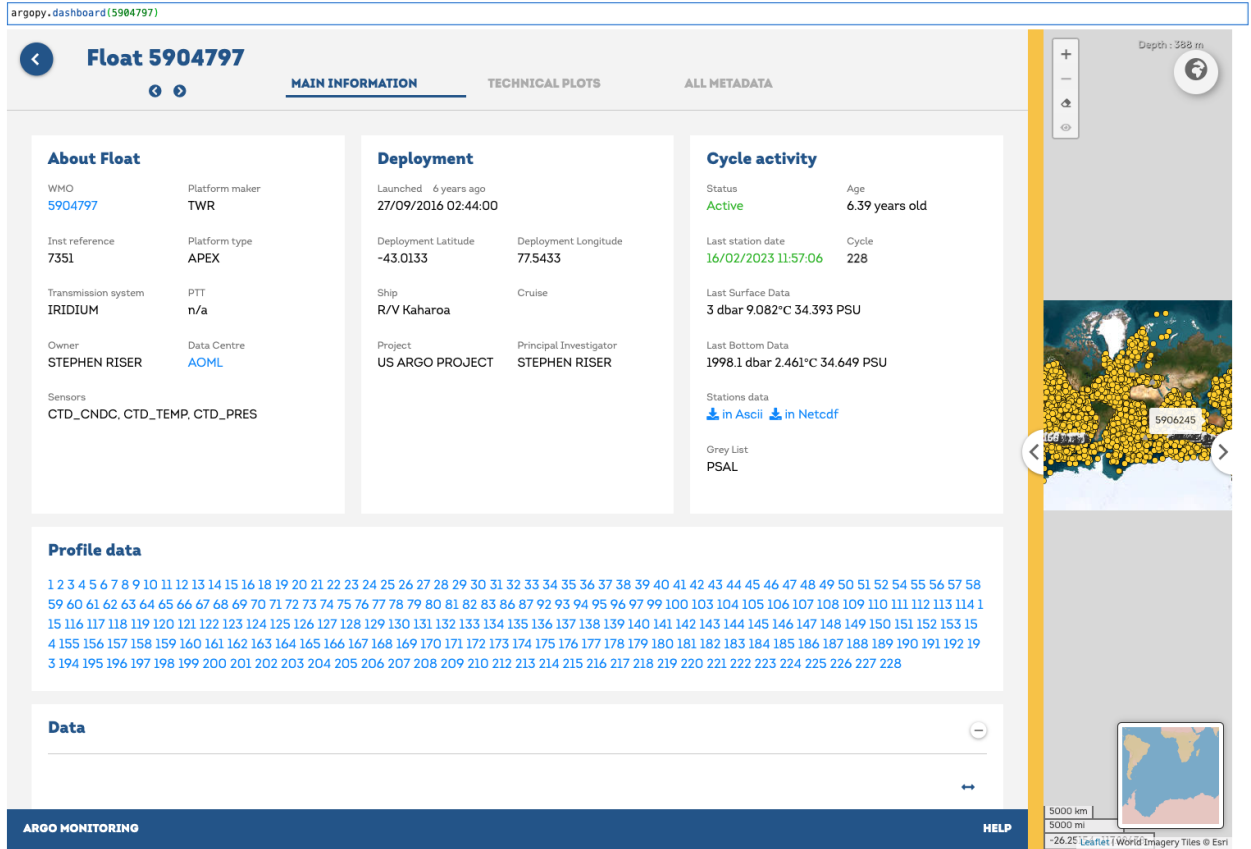 argopy.dashboard(5904797)
Float 5904797
MAIN INFORMATION
TECHNICAL PLOTS
ALL METADATA
About Float
WMO
5904797
Platform maker
TWR
Inst reference
7351
Platform type
APEX
Transmission system
IRIDIUM
PTT
n/a
Owner
STEPHEN RISER
Data Centre
AOML
Sensors
CTD_CNDC, CTD_TEMP, CTD_PRES
Deployment
Launched 6 years ago
27/09/2016 02:44:00
Deployment Latitude
-43.0133
Deployment Longitude
77.5433
Ship
R/V Kaharoa
Cruise
Project
US ARGO PROJECT
Principal Investigator
STEPHEN RISER
Cycle activity
Status
Active
Age
6.39 years old
Last station date
16/02/2023 11:57:06
Cycle
228
Last Surface Data
3 dbar 9.082°C 34.393 PSU
Last Bottom Data
1998.1 dbar 2.461°C 34.649 PSU
Stations data
in Ascii in Netcdf
Grey List
PSAL
Profile data
1 2 3 4 5 6 7 8 9 10 11 12 13 14 15 16 18 19 20 21 22 23 24 25 26 27 28 29 30 31 32 33 34 35 36 37 38 39 40 41 42 43 44 45 46 47 48 49 50 51 52 54 55 56 57 58
59 60 61 62 63 64 65 66 67 68 69 70 71 72 73 74 75 76 77 78 79 80 81 82 83 86 87 92 93 94 95 96 97 99 100 103 104 105 106 107 108 109 110 111 112 113 114 1
15 116 117 118 119 120 121 122 123 124 125 126 127 128 129 130 131 132 133 134 135 136 137 138 139 140 141 142 143 144 145 146 147 148 149 150 151 152 153 15
4 155 156 157 158 159 160 161 162 163 164 165 166 167 168 169 170 171 172 173 174 175 176 177 178 179 180 181 182 183 184 185 186 187 188 189 190 191 192 19
3 194 195 196 197 198 199 200 201 202 203 204 205 206 207 208 209 210 212 213 214 215 216 217 218 219 220 221 222 223 224 225 226 227 228
Data
ARGO MONITORING
HELP
Depth : 388 m
5906245
5000 km
5000 mi
Leaflet | World Imagery Tiles © Esri